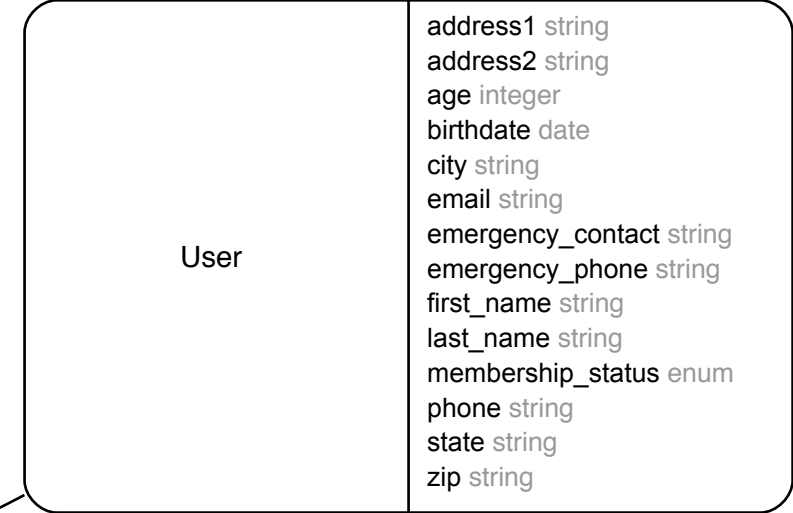 User
address1 string
address2 string
age integer
birthdate date
city string
email string
emergency_contact string
emergency_phone string
first_name string
last_name string
membership_status enum
phone string
state string
zip string